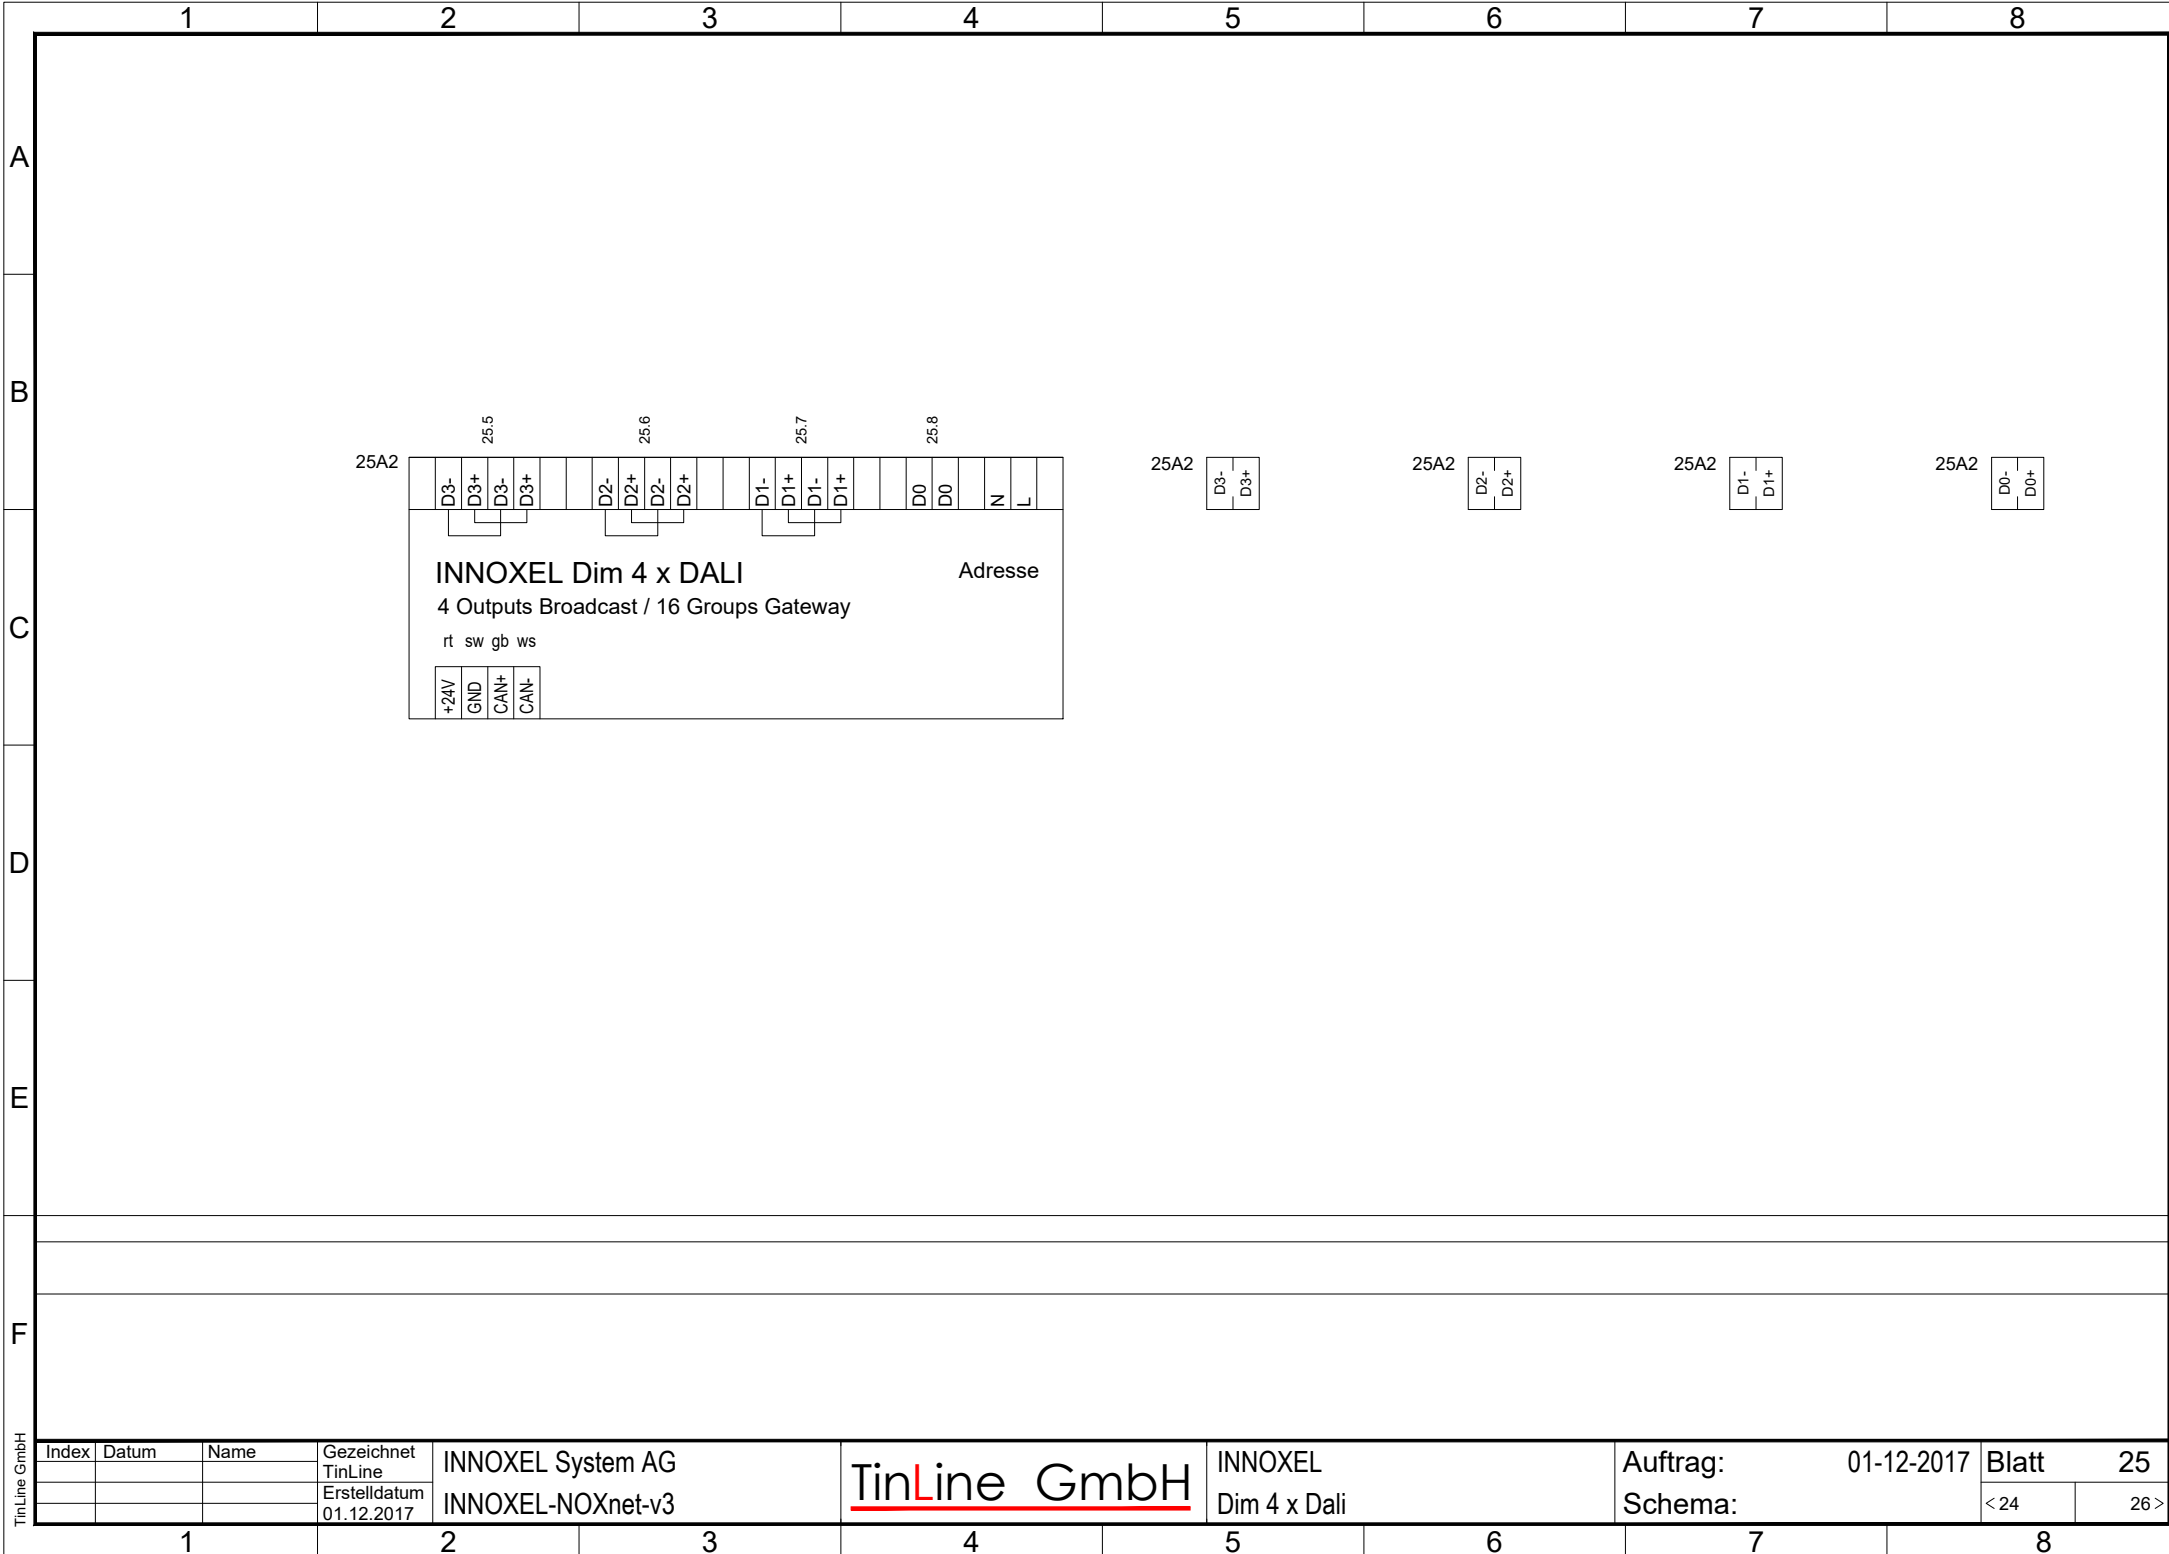 1 2 3 4 5 6 7 8
A
B
25.5 25.6 25.7 25.8
25A2 D3- D3+ D3- D3+ D2- D2+ D2- D2+ D1- D1+ D1- D1+ D0 D0 N L
25A2 D3- D3+
25A2 D2- D2+
25A2 D1- D1+
25A2 D0- D0+
INNOXEL Dim 4 x DALI
Adresse
4 Outputs Broadcast / 16 Groups Gateway
C
rt sw gb ws
+24V GND CAN+ CAN-
D
E
F
TinLine GmbH
Index Datum Name
Gezeichnet
TinLine
Erstelldatum
01.12.2017
INNOXEL System AG
INNOXEL-NOXnet-v3
TinLine GmbH
INNOXEL
Dim 4 x Dali
Auftrag: 01-12-2017
Schema:
Blatt 25
< 24 26 >
1 2 3 4 5 6 7 8